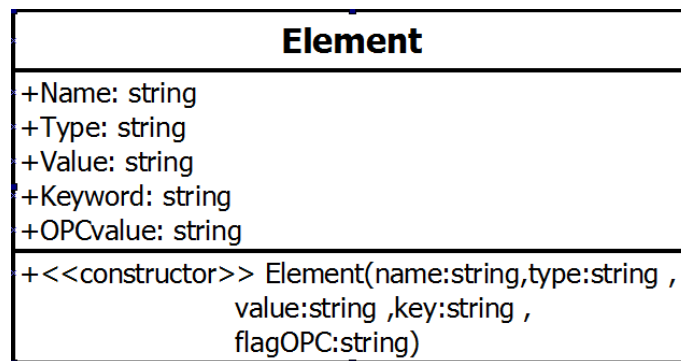 Element
+Name: string
+Type: string
+Value: string
+Keyword: string
+OPCvalue: string
+<<constructor>> Element(name:string,type:string ,
value:string ,key:string ,
flagOPC:string)